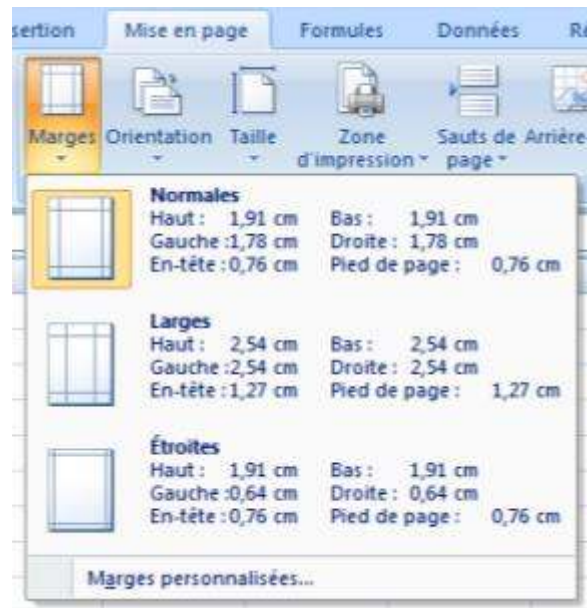 sertion Mise en page Formules Données Ré
Marges Orientation Taille Zone d'impression Sauts de page Arrière
Normales
Haut : 1,91 cm Bas : 1,91 cm
Gauche :1,78 cm Droite : 1,78 cm
En-tête :0,76 cm Pied de page : 0,76 cm
Larges
Haut : 2,54 cm Bas : 2,54 cm
Gauche :2,54 cm Droite : 2,54 cm
En-tête :1,27 cm Pied de page : 1,27 cm
Étroites
Haut : 1,91 cm Bas : 1,91 cm
Gauche :0,64 cm Droite : 0,64 cm
En-tête :0,76 cm Pied de page : 0,76 cm
Marges personnalisées...